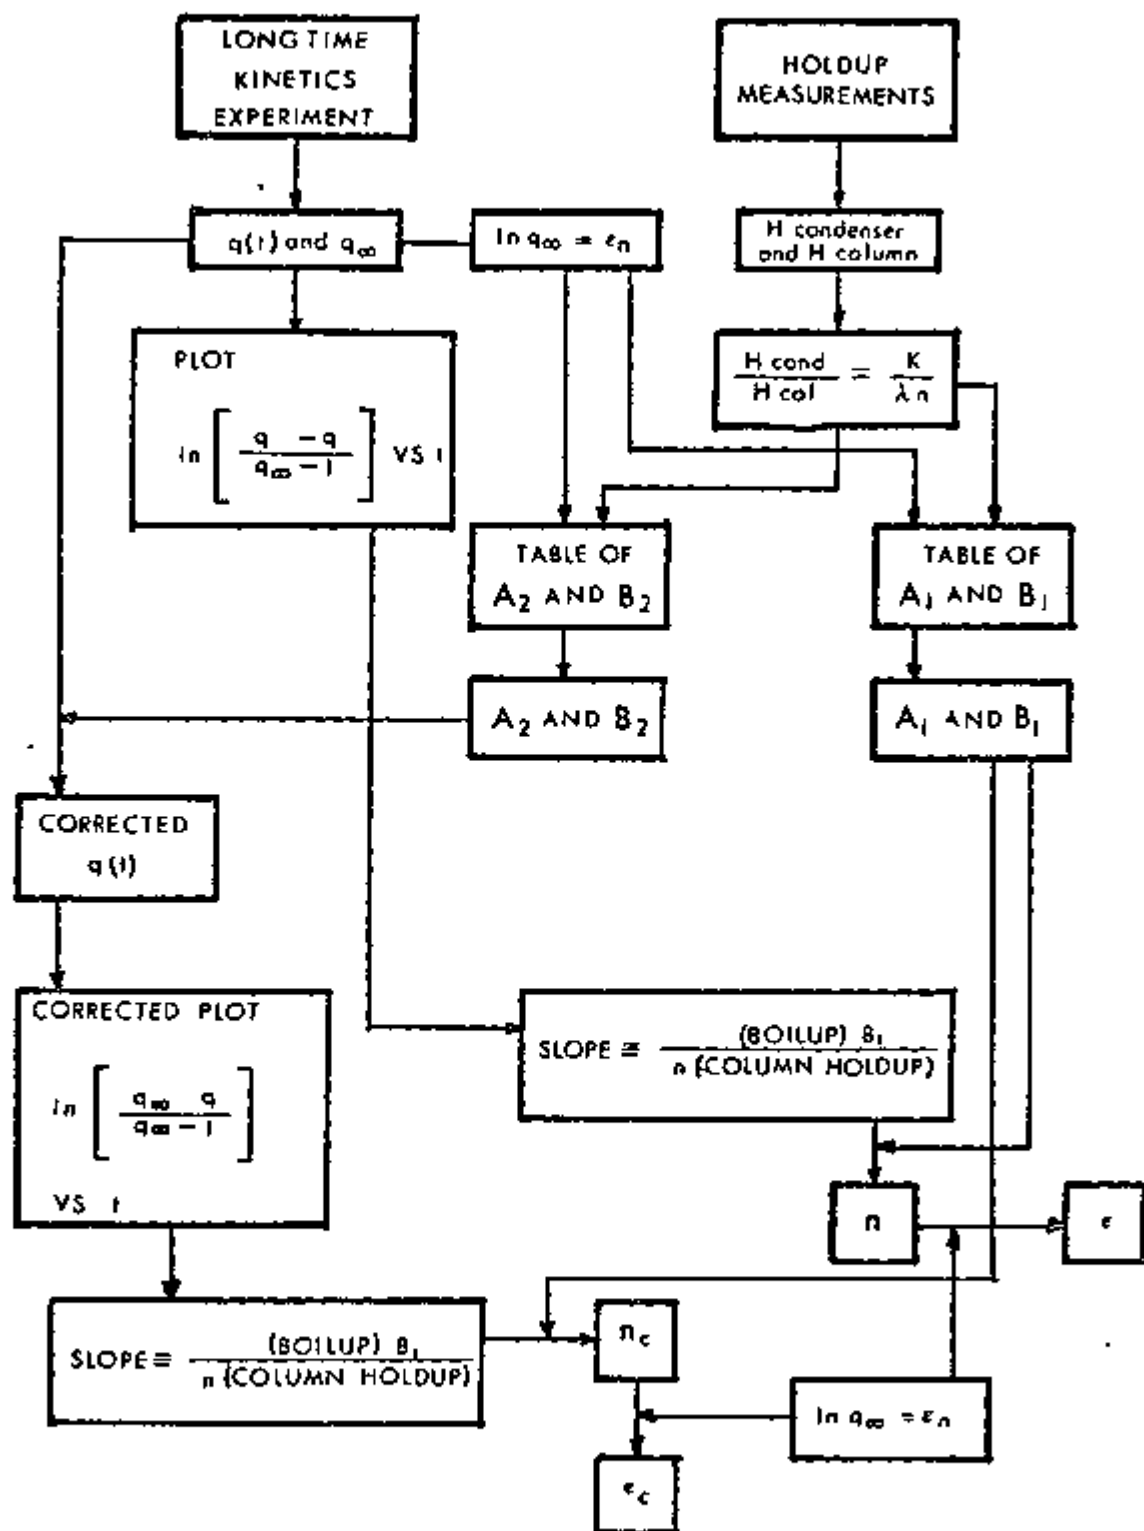 LONG TIME
KINETICS
EXPERIMENT
HOLDUP
MEASUREMENTS
q(t) and q∞
ln q∞ = εn
H condenser
and H column
PLOT
ln [ q - q / q∞ - 1 ] VS t
H cond / H col = K / λn
TABLE OF
A2 AND B2
TABLE OF
A1 AND B1
A2 AND B2
A1 AND B1
CORRECTED
q(t)
CORRECTED PLOT
ln [ q∞ q / q∞ - 1 ]
VS t
SLOPE ≡ (BOILUP) B1 / n (COLUMN HOLDUP)
n
ε
SLOPE ≡ (BOILUP) B1 / n (COLUMN HOLDUP)
nc
ln q∞ = εn
εc